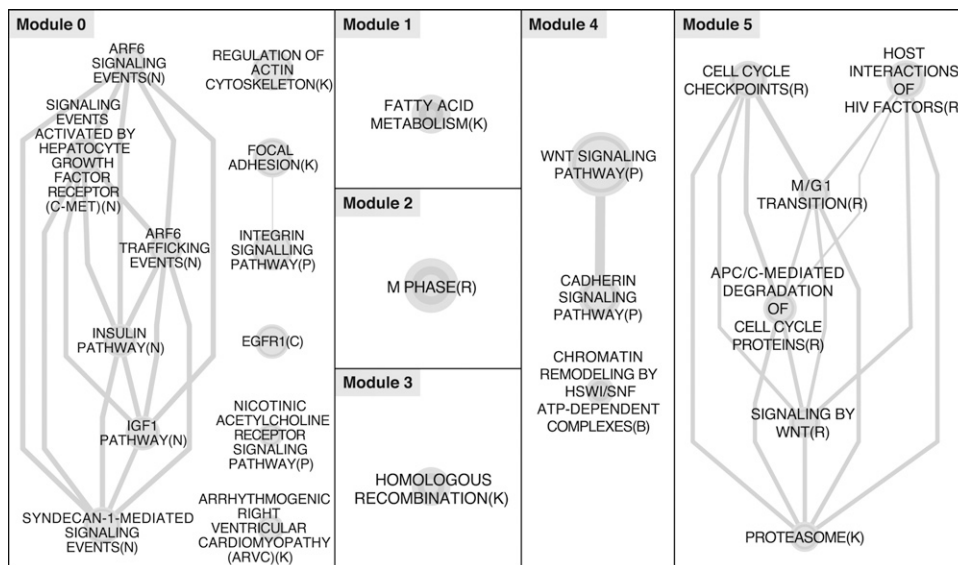 Module 0
ARF6
SIGNALING
EVENTS(N)
SIGNALING
EVENTS
ACTIVATED BY
HEPATOCYTE
GROWTH
FACTOR
RECEPTOR
(C-MET)(N)
ARF6
TRAFFICKING
EVENTS(N)
INSULIN
PATHWAY(N)
IGF1
PATHWAY(N)
SYNDECAN-1-MEDIATED
SIGNALING
EVENTS(N)
REGULATION OF
ACTIN
CYTOSKELETON(K)
FOCAL
ADHESION(K)
INTEGRIN
SIGNALLING
PATHWAY(P)
EGFR1(C)
NICOTINIC
ACETYLCHOLINE
RECEPTOR
SIGNALING
PATHWAY(P)
ARRHYTHMOGENIC
RIGHT
VENTRICULAR
CARDIOMYOPATHY
(ARVC)(K)
Module 1
FATTY ACID
METABOLISM(K)
Module 2
M PHASE(R)
Module 3
HOMOLOGOUS
RECOMBINATION(K)
Module 4
WNT SIGNALING
PATHWAY(P)
CADHERIN
SIGNALING
PATHWAY(P)
CHROMATIN
REMODELING BY
HSWI/SNF
ATP-DEPENDENT
COMPLEXES(B)
Module 5
CELL CYCLE
CHECKPOINTS(R)
HOST
INTERACTIONS
OF
HIV FACTORS(R)
M/G1
TRANSITION(R)
APC/C-MEDIATED
DEGRADATION
OF
CELL CYCLE
PROTEINS(R)
SIGNALING BY
WNT(R)
PROTEASOME(K)